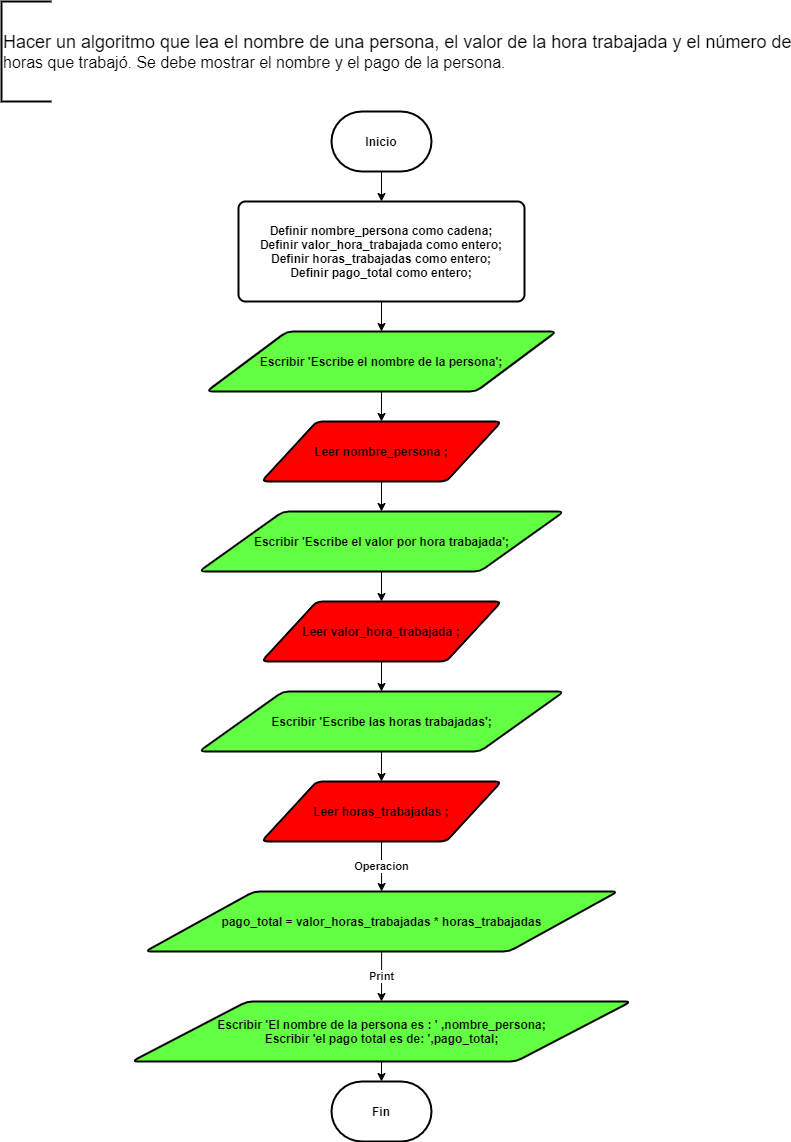 Hacer un algoritmo que lea el nombre de una persona, el valor de la hora trabajada y el número de
horas que trabajó. Se debe mostrar el nombre y el pago de la persona.
Inicio
Definir nombre_persona como cadena;
Definir valor_hora_trabajada como entero;
Definir horas_trabajadas como entero;
Definir pago_total como entero;
Escribir 'Escribe el nombre de la persona';
Leer nombre_persona ;
Escribir 'Escribe el valor por hora trabajada';
Leer valor_hora_trabajada ;
Escribir 'Escribe las horas trabajadas';
Leer horas_trabajadas ;
Operacion
pago_total = valor_horas_trabajadas * horas_trabajadas
Print
Escribir 'El nombre de la persona es : ' ,nombre_persona;
Escribir 'el pago total es de: ',pago_total;
Fin